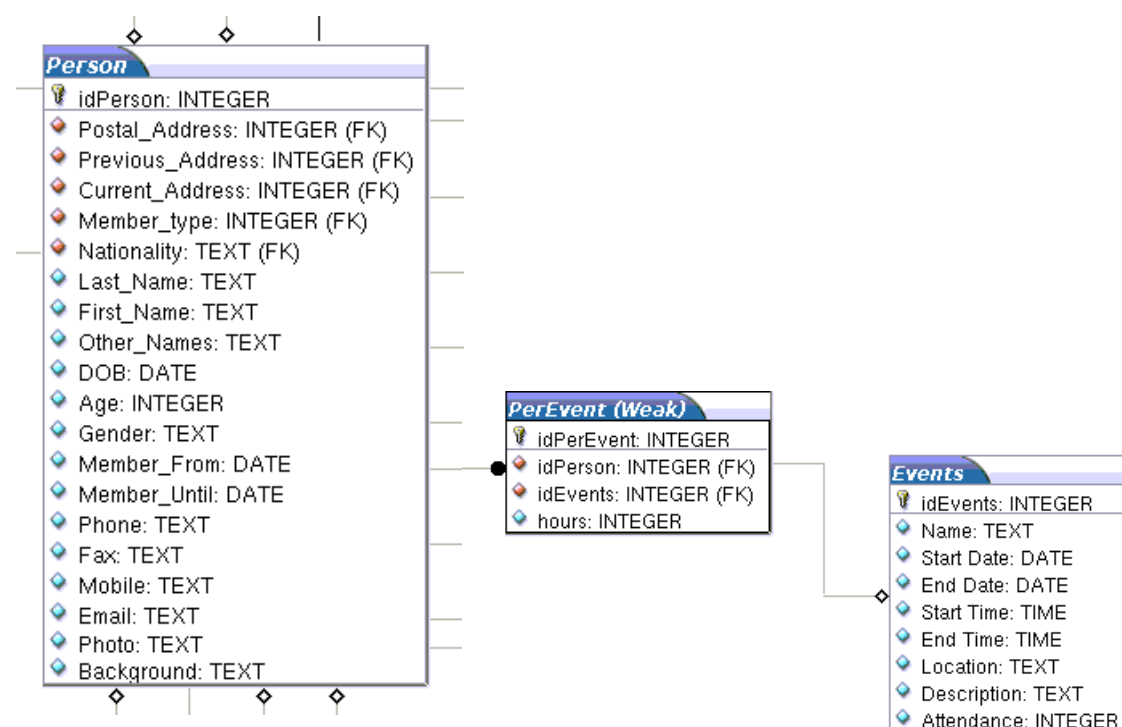 Person
idPerson: INTEGER
Postal_Address: INTEGER (FK)
Previous_Address: INTEGER (FK)
Current_Address: INTEGER (FK)
Member_type: INTEGER (FK)
Nationality: TEXT (FK)
Last_Name: TEXT
First_Name: TEXT
Other_Names: TEXT
DOB: DATE
Age: INTEGER
Gender: TEXT
Member_From: DATE
Member_Until: DATE
Phone: TEXT
Fax: TEXT
Mobile: TEXT
Email: TEXT
Photo: TEXT
Background: TEXT
PerEvent (Weak)
idPerEvent: INTEGER
idPerson: INTEGER (FK)
idEvents: INTEGER (FK)
hours: INTEGER
Events
idEvents: INTEGER
Name: TEXT
Start Date: DATE
End Date: DATE
Start Time: TIME
End Time: TIME
Location: TEXT
Description: TEXT
Attendance: INTEGER